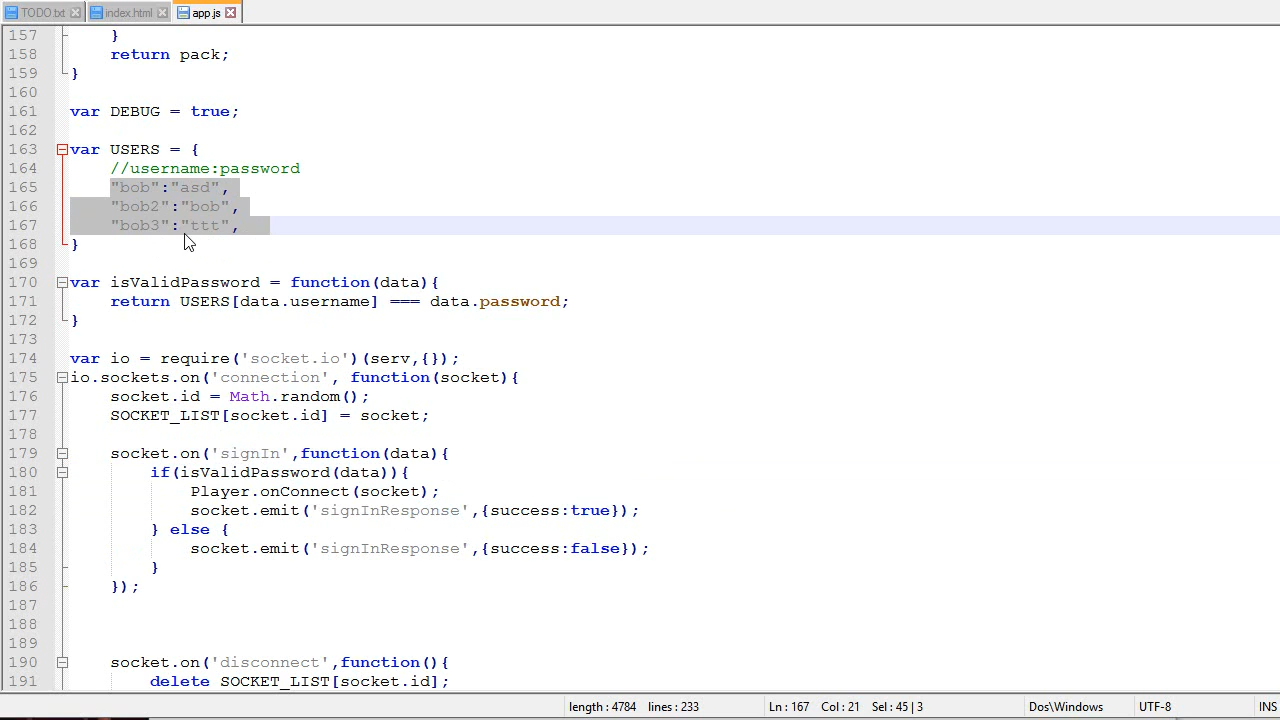 TODO.txt index.html app.js
157 }
158 return pack;
159 }
160
161 var DEBUG = true;
162
163 var USERS = {
164 //username:password
165 "bob":"asd",
166 "bob2":"bob",
167 "bob3":"ttt",
168 }
169
170 var isValidPassword = function(data){
171 return USERS[data.username] === data.password;
172 }
173
174 var io = require('socket.io')(serv,{});
175 io.sockets.on('connection', function(socket){
176 socket.id = Math.random();
177 SOCKET_LIST[socket.id] = socket;
178
179 socket.on('signIn',function(data){
180 if(isValidPassword(data)){
181 Player.onConnect(socket);
182 socket.emit('signInResponse',{success:true});
183 } else {
184 socket.emit('signInResponse',{success:false});
185 }
186 });
187
188
189
190 socket.on('disconnect',function(){
191 delete SOCKET_LIST[socket.id];
length : 4784 lines : 233 Ln : 167 Col : 21 Sel : 45 | 3 Dos\Windows UTF-8 INS